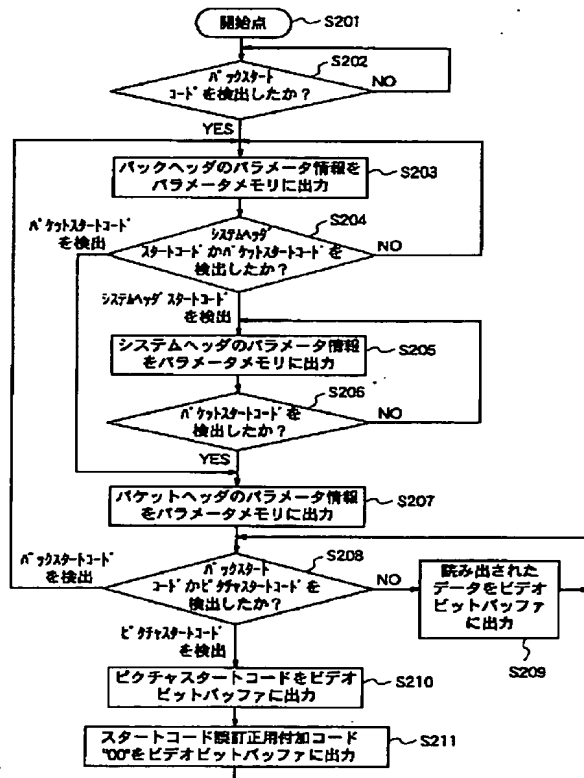 開始点
S201
S202
パックスタート
コードを検出したか？
NO
YES
パックヘッダのパラメータ情報を
パラメータメモリに出力
S203
S204
パケットスタートコード
を検出
システムヘッダ
スタートコードかパケットスタートコードを
検出したか？
NO
システムヘッダスタートコード
を検出
システムヘッダのパラメータ情報
をパラメータメモリに出力
S205
S206
パケットスタートコードを
検出したか？
NO
YES
パケットヘッダのパラメータ情報
をパラメータメモリに出力
S207
S208
パックスタートコード
を検出
パックスタート
コードかピクチャスタートコードを
検出したか？
NO
読み出された
データをビデオ
ビットバッファ
に出力
S209
ピクチャスタートコード
を検出
ピクチャスタートコードをビデオ
ビットバッファに出力
S210
スタートコード誤訂正用付加コード
"00"をビデオビットバッファに出力
S211